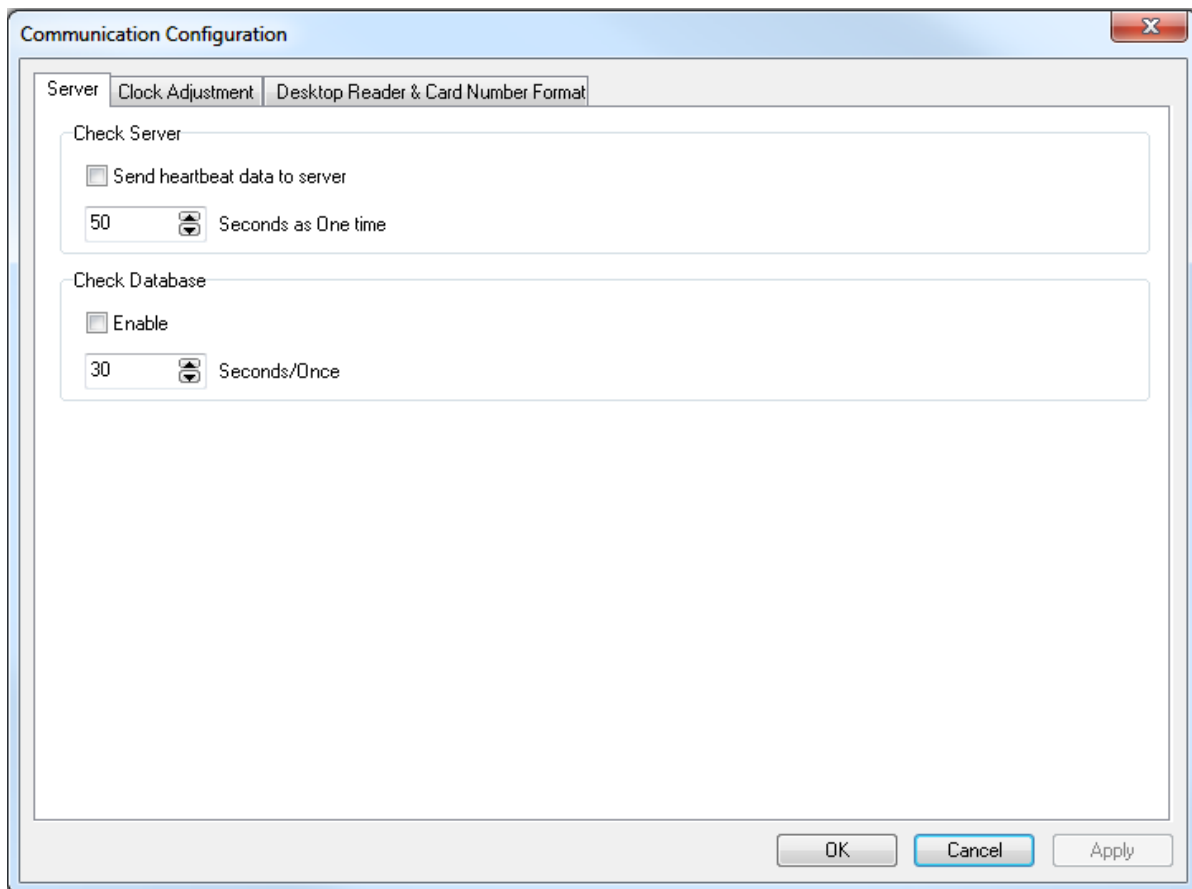 Communication Configuration
Server Clock Adjustment Desktop Reader & Card Number Format
Check Server
Send heartbeat data to server
50 Seconds as One time
Check Database
Enable
30 Seconds/Once
OK Cancel Apply